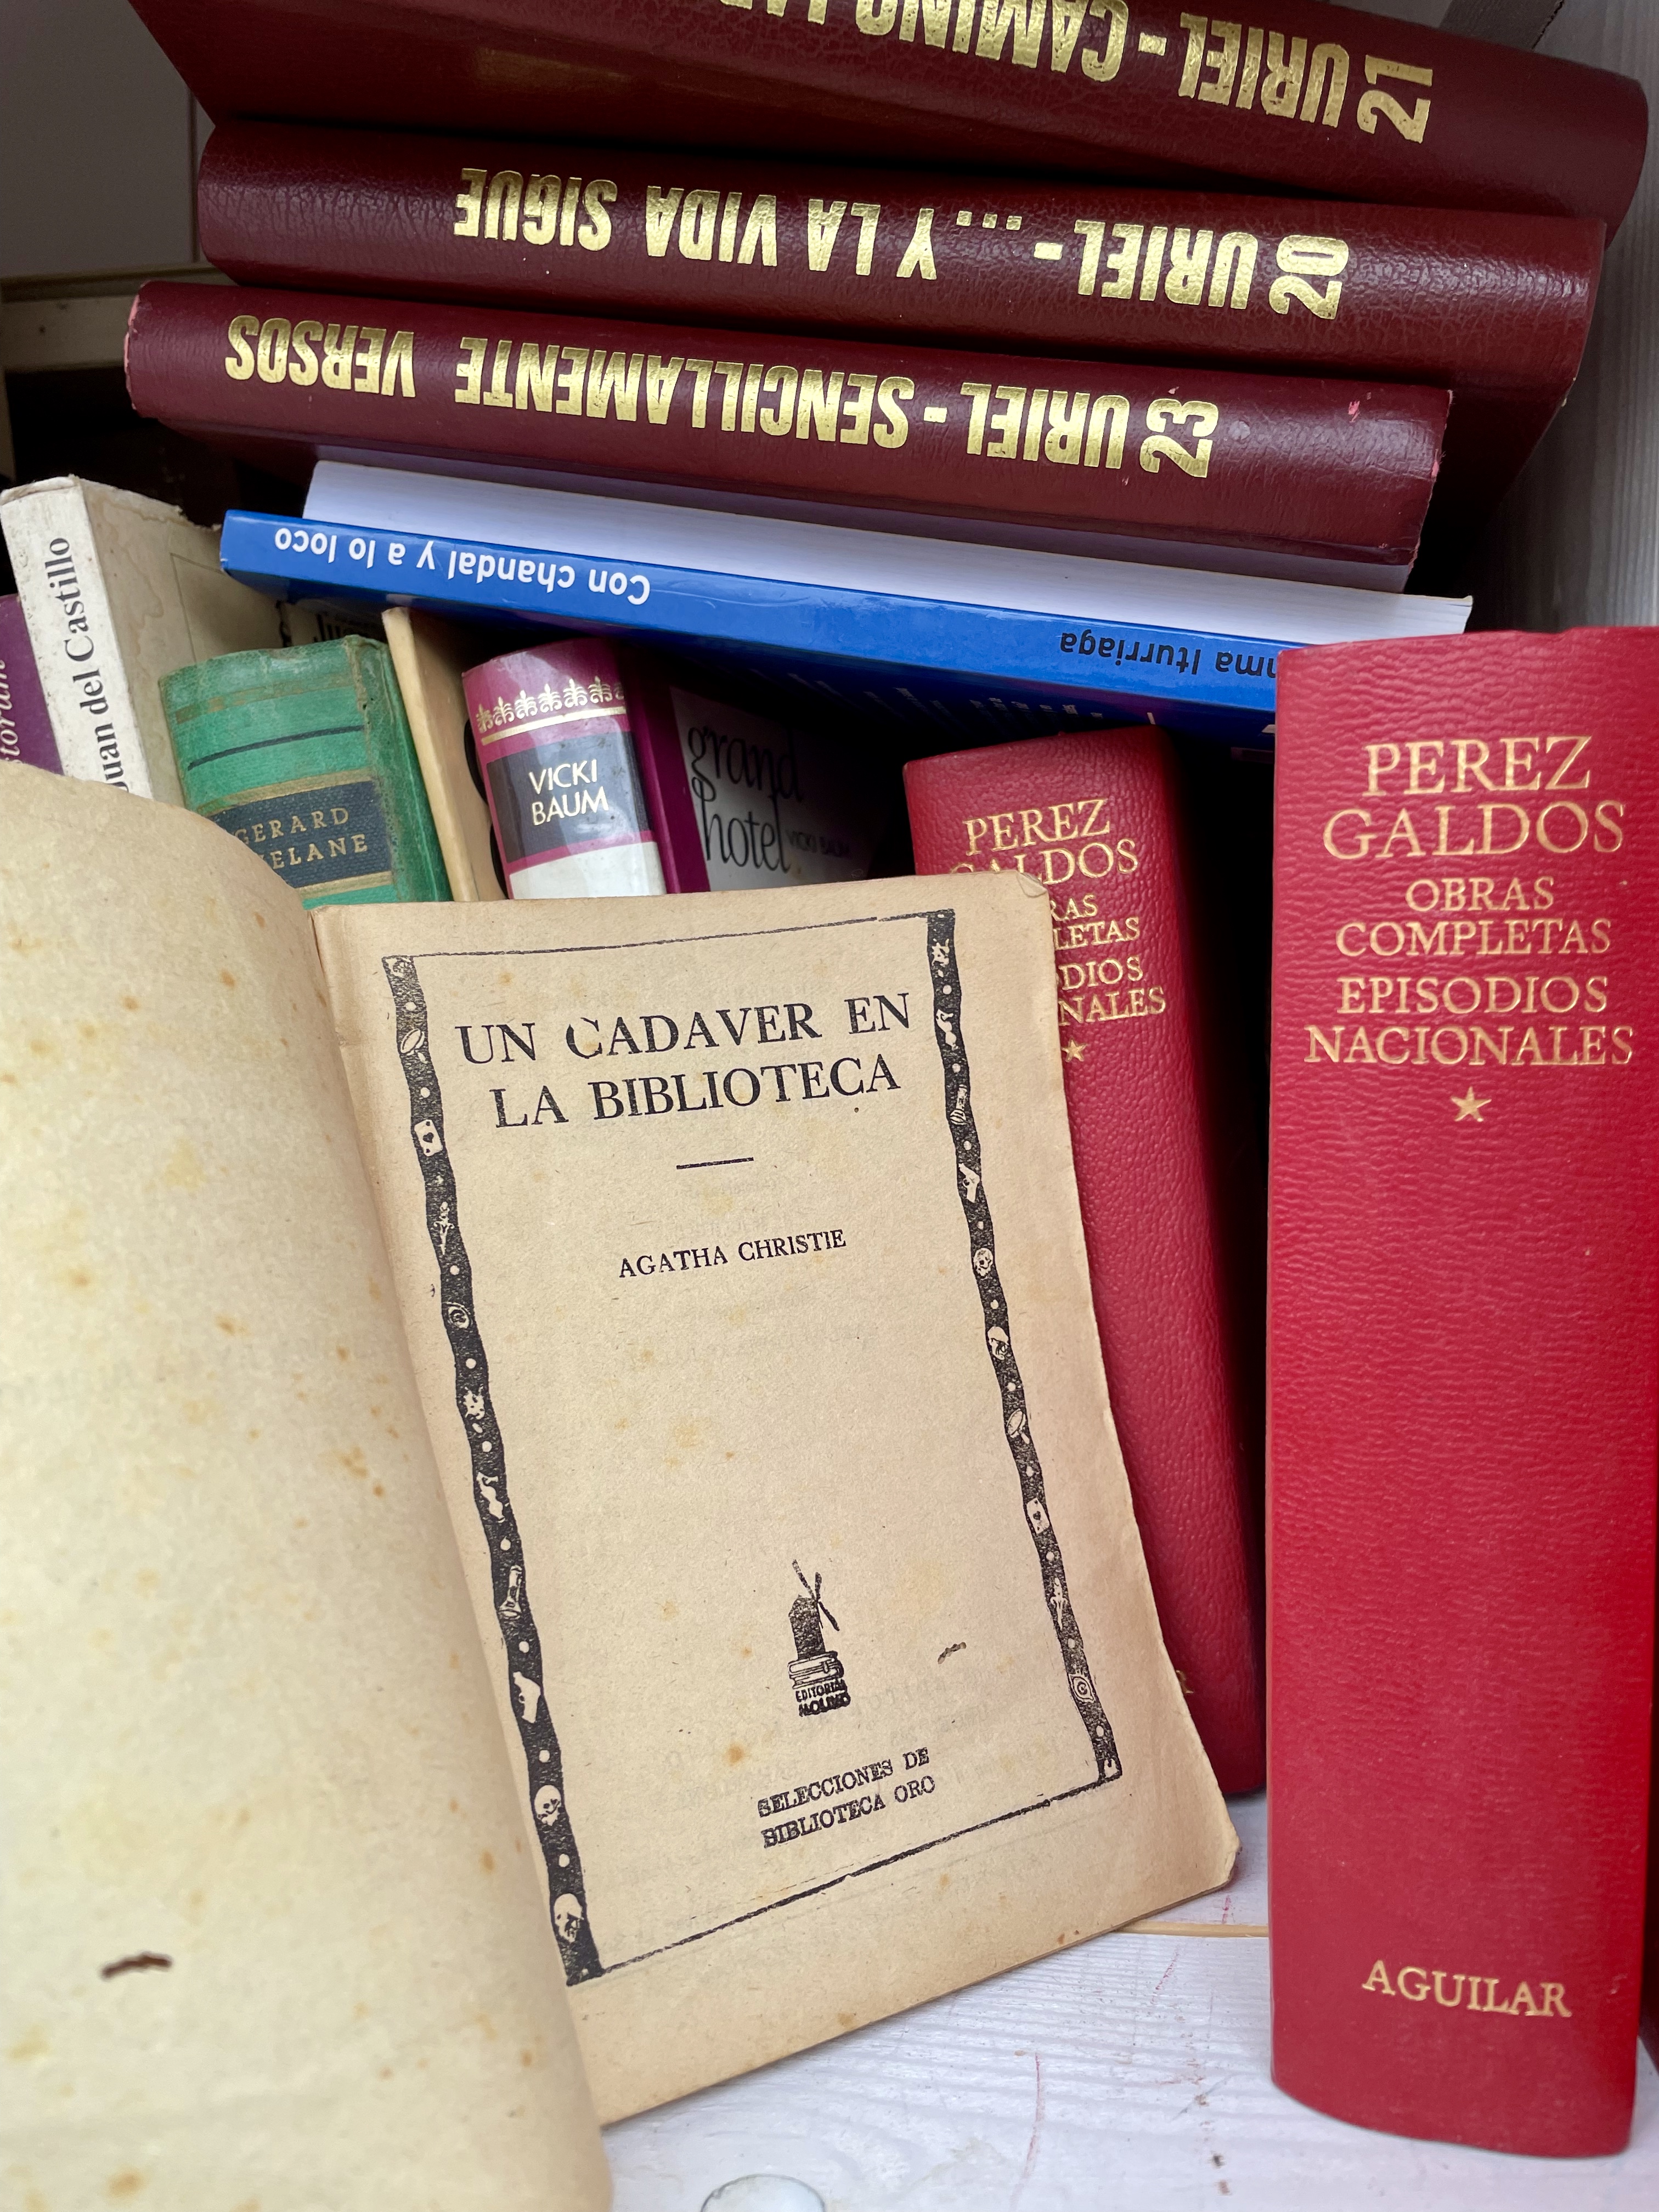 21 URIEL - CAMINO
20 URIEL - ... Y LA VIDA SIGUE
23 URIEL - SENCILLAMENTE VERSOS
Con chandal y a lo loco
Iturriaga
Juan del Castillo
GERARD
VICKI
BAUM
grand
hotel
VICKI BAUM
PEREZ
GALDOS
PEREZ
GALDOS
OBRAS
COMPLETAS
EPISODIOS
NACIONALES
AGUILAR
UN CADAVER EN
LA BIBLIOTECA
AGATHA CHRISTIE
EDITORIAL
MOLINO
SELECCIONES DE
BIBLIOTECA ORO